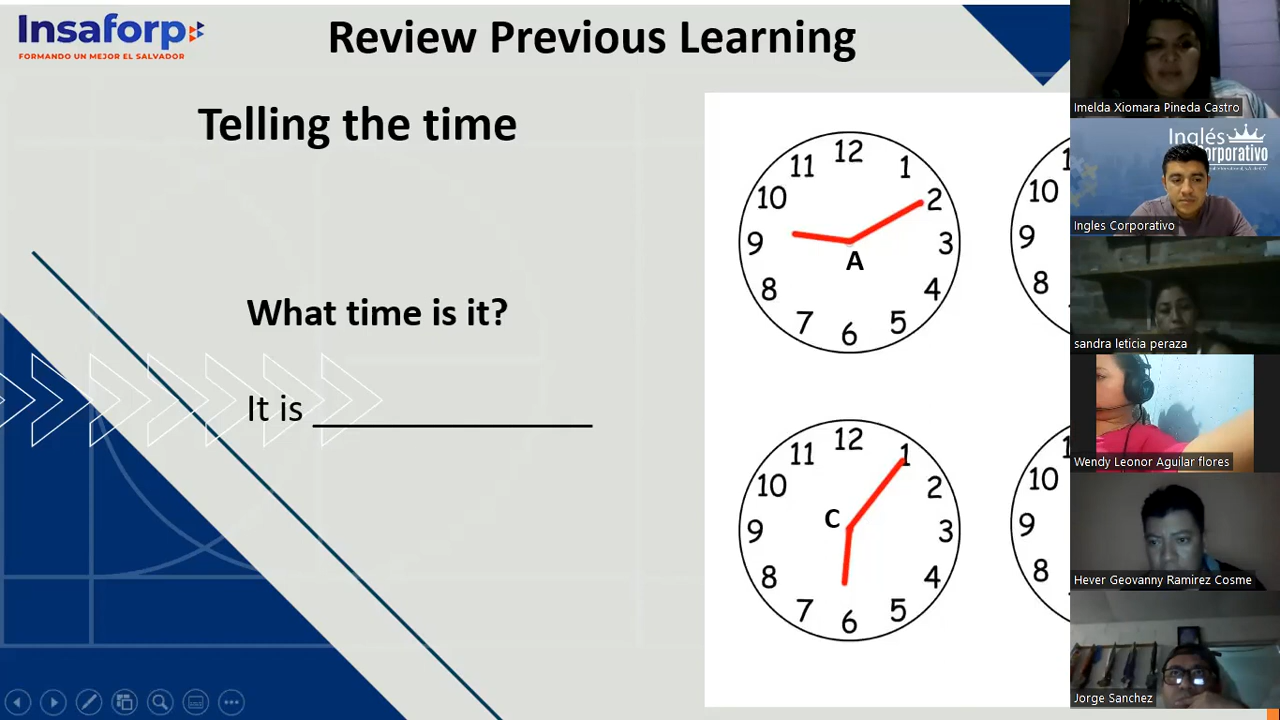 Insaforp
FORMANDO UN MEJOR EL SALVADOR
Review Previous Learning
Telling the time
What time is it?
It is ____________________
12
11 1
10 2
9 3
A
8 4
7 5
6
10
9
8
12
11 1
10 2
C
9 3
8 4
7 5
6
10
9
8
Imelda Xiomara Pineda Castro
Inglés
Corporativo
Ingles Corporativo
sandra leticia peraza
Wendy Leonor Aguilar flores
Hever Geovanny Ramirez Cosme
Jorge Sanchez